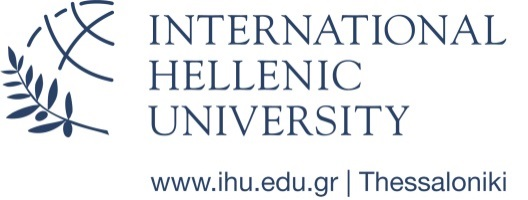 INTERNATIONAL
HELLENIC
UNIVERSITY
www.ihu.edu.gr | Thessaloniki